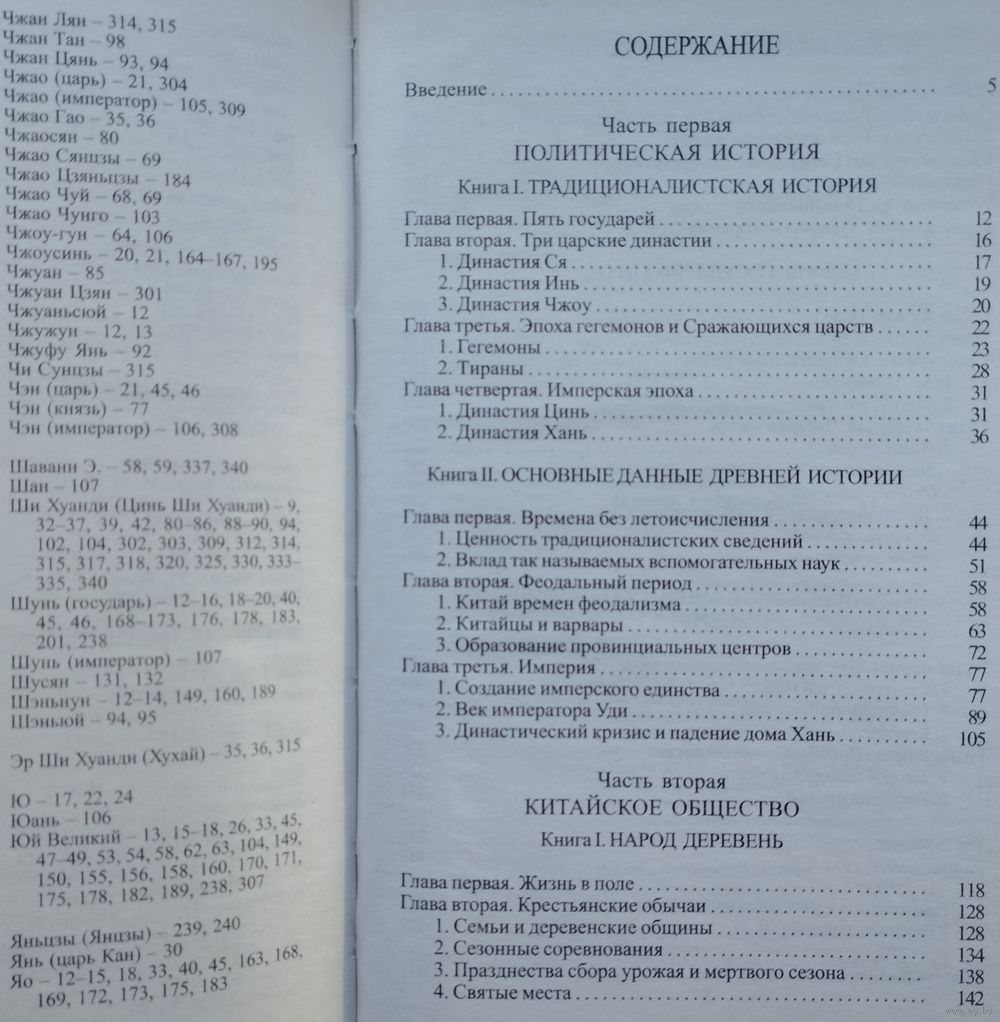 Чжан Лян – 314, 315
Чжан Тан – 98
Чжан Цянь – 93, 94
Чжао (царь) – 21, 304
Чжао (император) – 105, 309
Чжао Гао – 35, 36
Чжаосян – 80
Чжао Сянцзы – 69
Чжао Цзяньцзы – 184
Чжао Чуй – 68, 69
Чжао Чунго – 103
Чжоу-гун – 64, 106
Чжоусинь – 20, 21, 164–167, 195
Чжуан – 85
Чжуан Цзян – 301
Чжуаньсюй – 12
Чжужун – 12, 13
Чжуфу Янь – 92
Чи Сунцзы – 315
Чэн (царь) – 21, 45, 46
Чэн (князь) – 77
Чэн (император) – 106, 308
Шаванн Э. – 58, 59, 337, 340
Шан – 107
Ши Хуанди (Цинь Ши Хуанди) – 9,
32–37, 39, 42, 80–86, 88–90, 94,
102, 104, 302, 303, 309, 312, 314,
315, 317, 318, 320, 325, 330, 333–
335, 340
Шунь (государь) – 12–16, 18–20, 40,
45, 46, 168–173, 176, 178, 183,
201, 238
Шунь (император) – 107
Шусян – 131, 132
Шэньнун – 12–14, 149, 160, 189
Шэньюй – 94, 95
Эр Ши Хуанди (Хухай) – 35, 36, 315
Ю – 17, 22, 24
Юань – 106
Юй Великий – 13, 15–18, 26, 33, 45,
47–49, 53, 54, 58, 62, 63, 104, 149,
150, 155, 156, 158, 160, 170, 171,
175, 178, 182, 189, 238, 307
Яньцзы (Янцзы) – 239, 240
Янь (царь Кан) – 30
Яо – 12–15, 18, 33, 40, 45, 163, 168,
169, 172, 173, 175, 183
СОДЕРЖАНИЕ
Введение 5
Часть первая
ПОЛИТИЧЕСКАЯ ИСТОРИЯ
Книга I. ТРАДИЦИОНАЛИСТСКАЯ ИСТОРИЯ
Глава первая. Пять государей 12
Глава вторая. Три царские династии 16
1. Династия Ся 17
2. Династия Инь 19
3. Династия Чжоу 20
Глава третья. Эпоха гегемонов и Сражающихся царств 22
1. Гегемоны 23
2. Тираны 28
Глава четвертая. Имперская эпоха 31
1. Династия Цинь 31
2. Династия Хань 36
Книга II. ОСНОВНЫЕ ДАННЫЕ ДРЕВНЕЙ ИСТОРИИ
Глава первая. Времена без летоисчисления 44
1. Ценность традиционалистских сведений 44
2. Вклад так называемых вспомогательных наук 51
Глава вторая. Феодальный период 58
1. Китай времен феодализма 58
2. Китайцы и варвары 63
3. Образование провинциальных центров 72
Глава третья. Империя 77
1. Создание имперского единства 77
2. Век императора Уди 89
3. Династический кризис и падение дома Хань 105
Часть вторая
КИТАЙСКОЕ ОБЩЕСТВО
Книга I. НАРОД ДЕРЕВЕНЬ
Глава первая. Жизнь в поле 118
Глава вторая. Крестьянские обычаи 128
1. Семьи и деревенские общины 128
2. Сезонные соревнования 134
3. Празднества сбора урожая и мертвого сезона 138
4. Святые места 142
www.ay.by